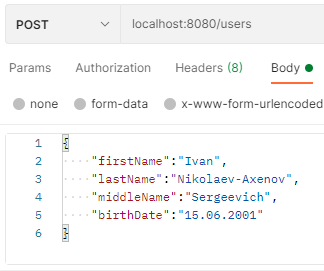 POST localhost:8080/users
Params Authorization Headers (8) Body
none form-data x-www-form-urlencoded
1 {
2 "firstName":"Ivan",
3 "lastName":"Nikolaev-Axenov",
4 "middleName":"Sergeevich",
5 "birthDate":"15.06.2001"
6 }